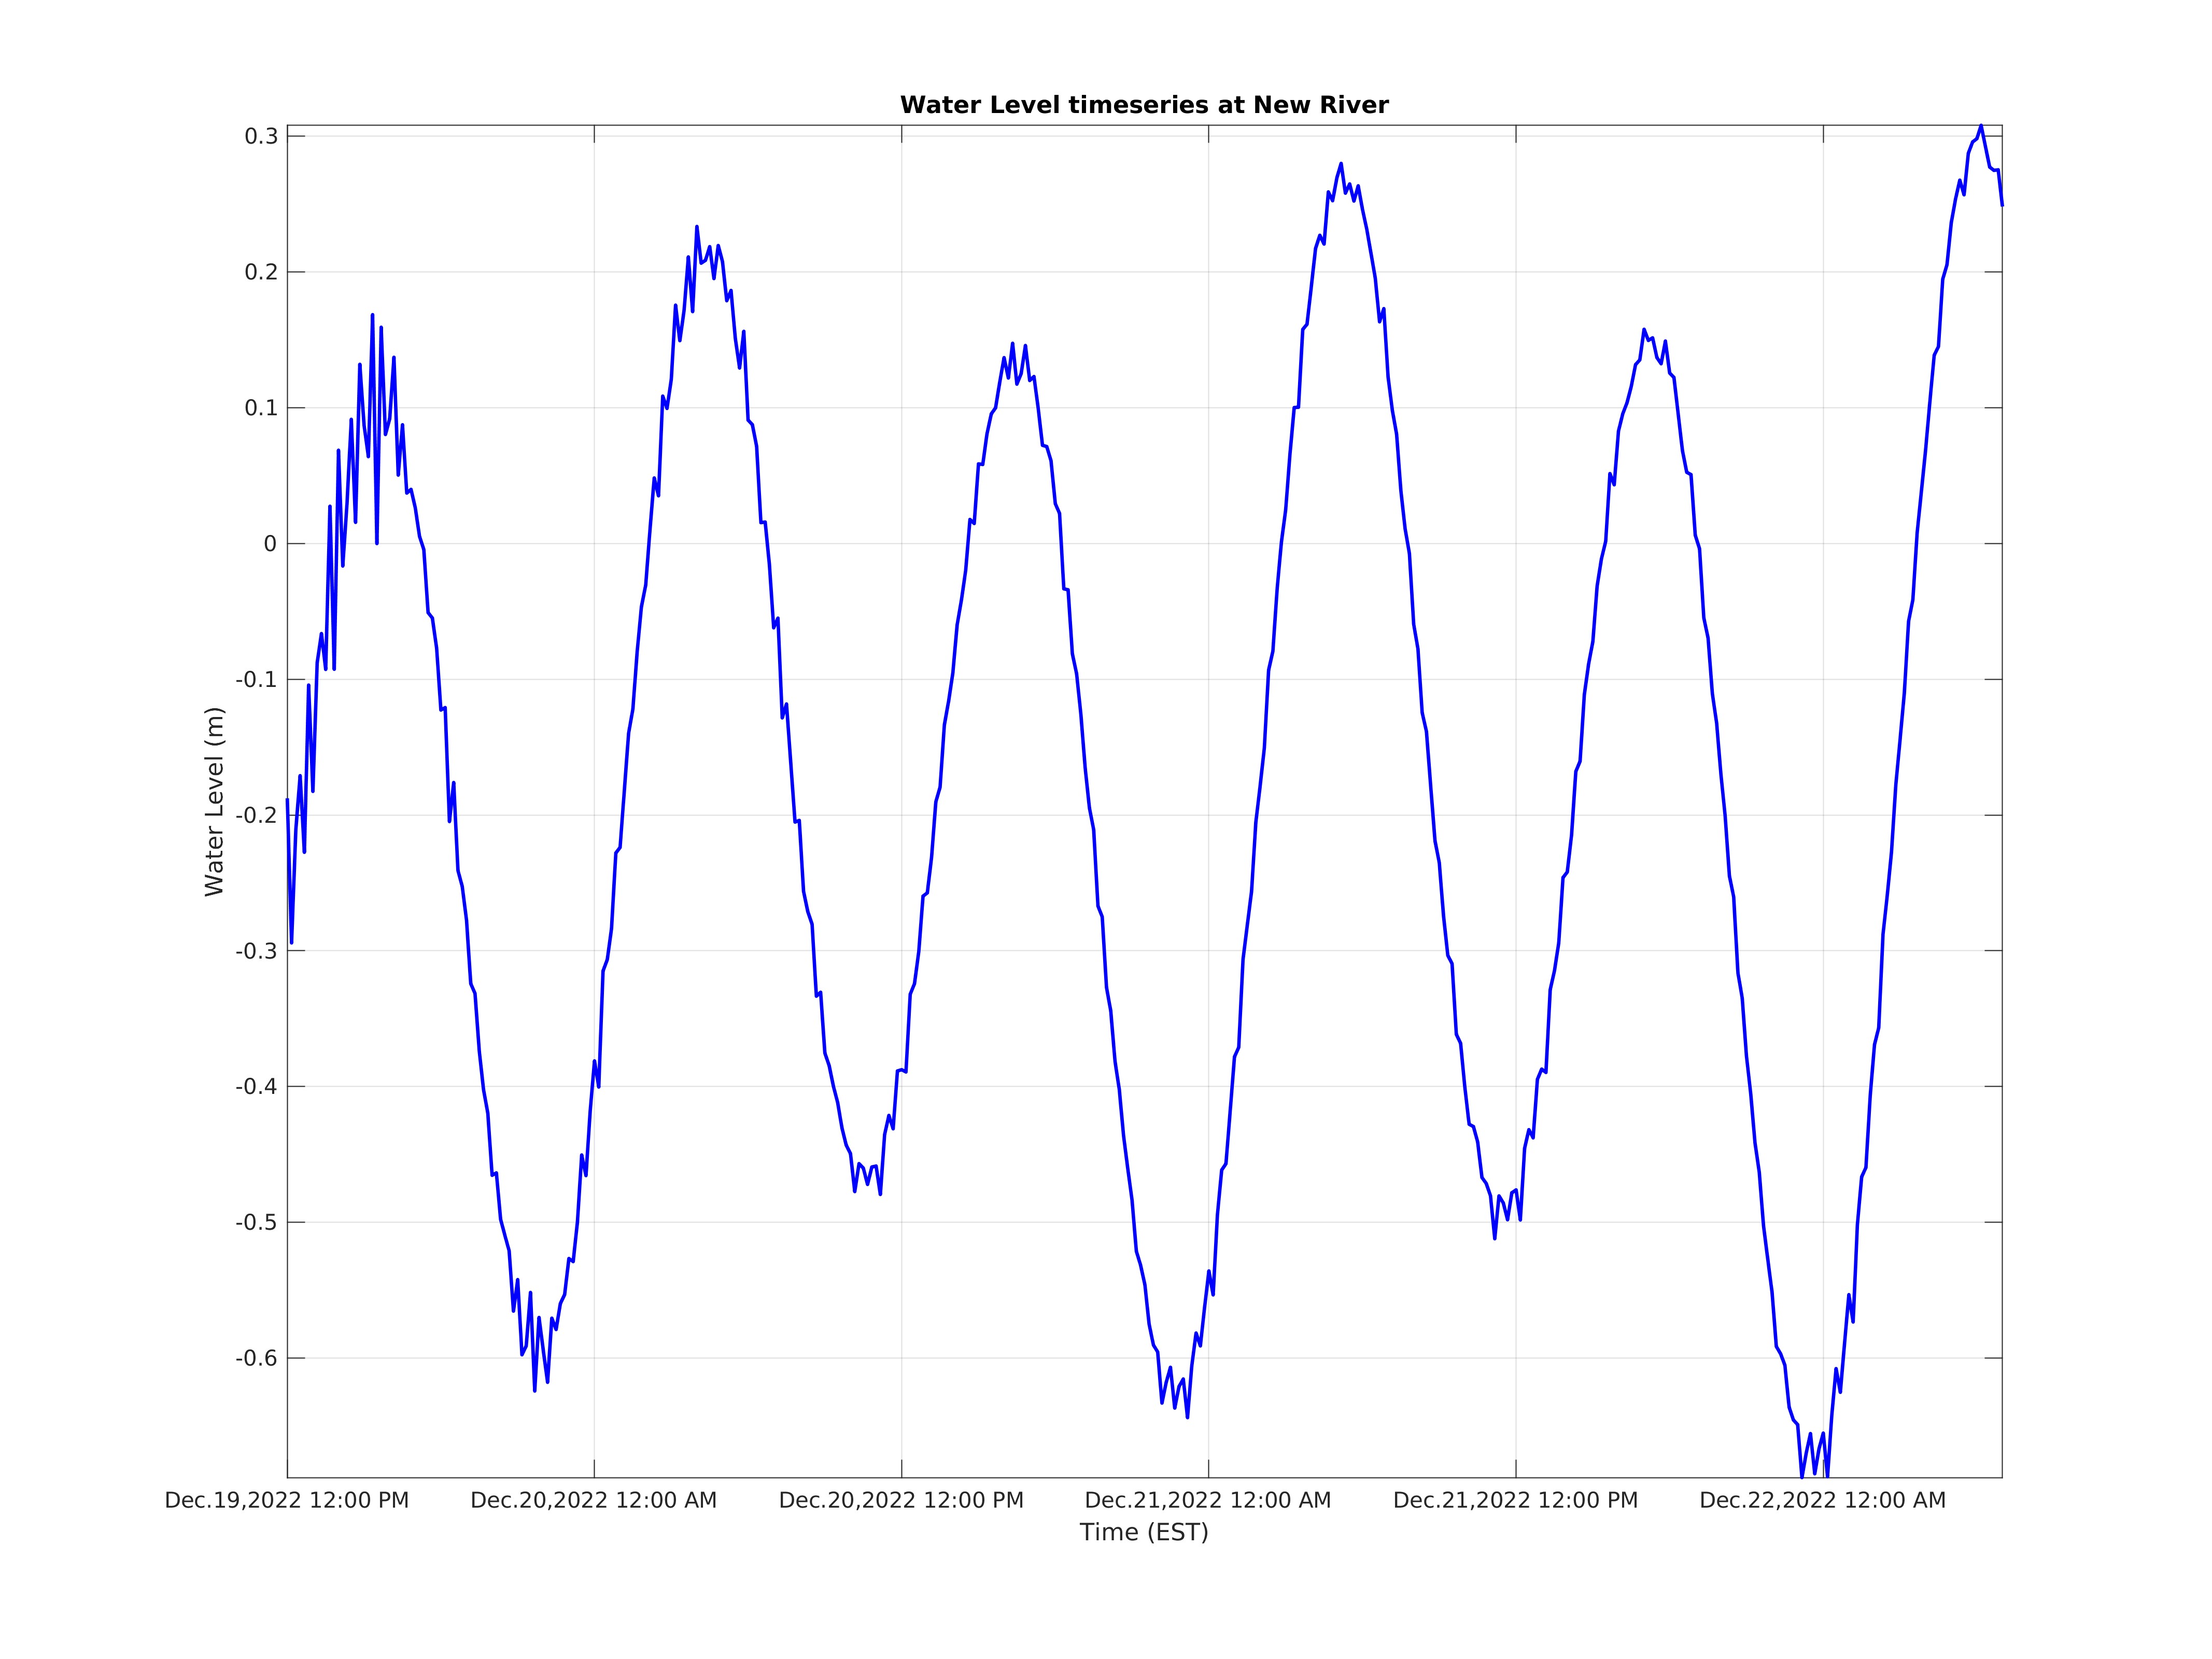 Water Level timeseries at New River
0.3
0.2
0.1
0
-0.1
-0.2
-0.3
-0.4
-0.5
-0.6
Water Level (m)
Dec.19,2022 12:00 PM Dec.20,2022 12:00 AM Dec.20,2022 12:00 PM Dec.21,2022 12:00 AM Dec.21,2022 12:00 PM Dec.22,2022 12:00 AM
Time (EST)